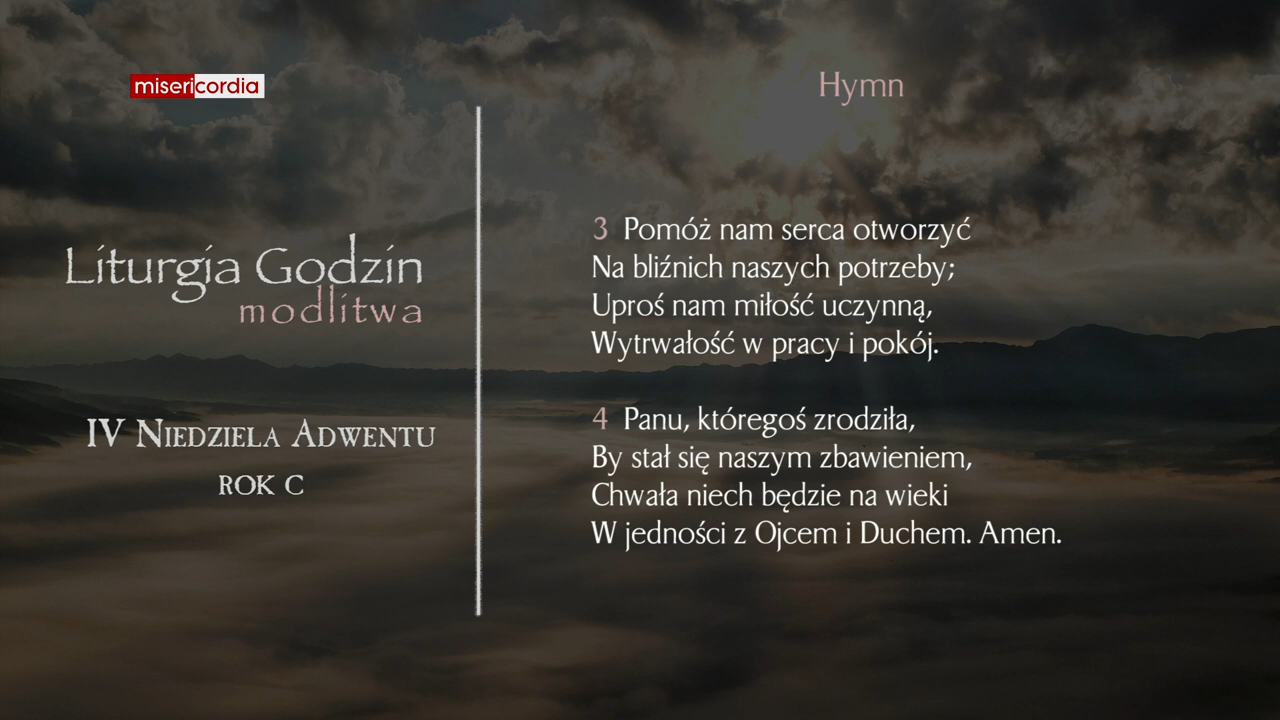 misericordia
Liturgia Godzin
modlitwa
IV Niedziela Adwentu
rok C
Hymn
3 Pomóż nam serca otworzyć
Na bliźnich naszych potrzeby;
Uproś nam miłość uczynną,
Wytrwałość w pracy i pokój.
4 Panu, któregoś zrodziła,
By stał się naszym zbawieniem,
Chwała niech będzie na wieki
W jedności z Ojcem i Duchem. Amen.